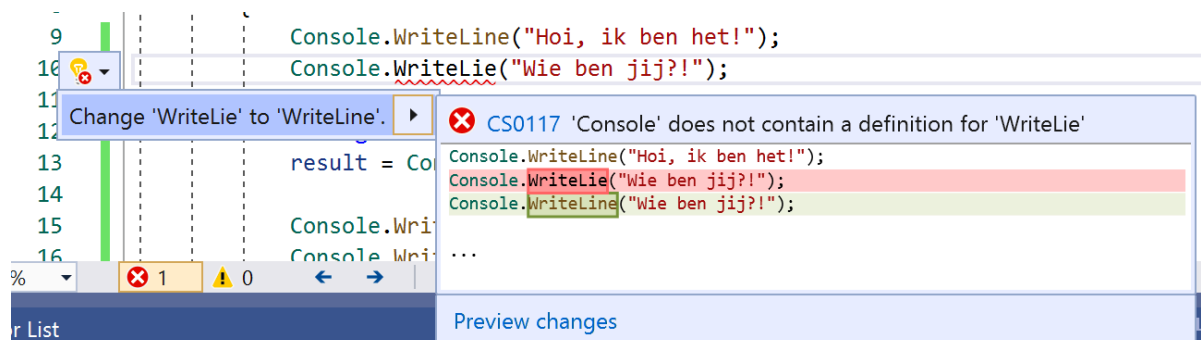 9 Console.WriteLine("Hoi, ik ben het!");
10 Console.WriteLie("Wie ben jij?!");
11
Change 'WriteLie' to 'WriteLine'.
12
CS0117 'Console' does not contain a definition for 'WriteLie'
Console.WriteLine("Hoi, ik ben het!");
Console.WriteLie("Wie ben jij?!");
Console.WriteLine("Wie ben jij?!");
...
13 result = Co
14
15 Console.Wri
16 Console.Wri
% 1 0
Preview changes
r List